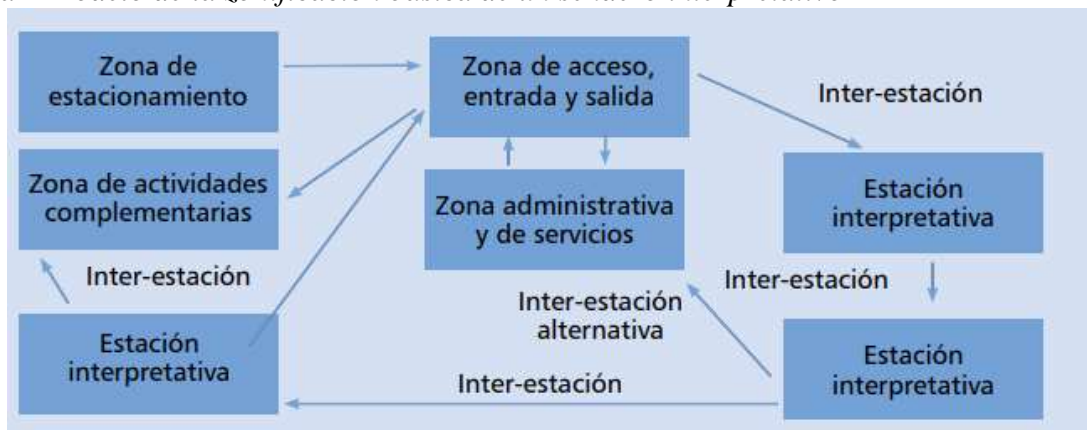 Zona de
estacionamiento
Zona de acceso,
entrada y salida
Inter-estación
Zona de actividades
complementarias
Zona administrativa
y de servicios
Estación
interpretativa
Inter-estación
Inter-estación
Inter-estación
alternativa
Estación
interpretativa
Estación
interpretativa
Inter-estación